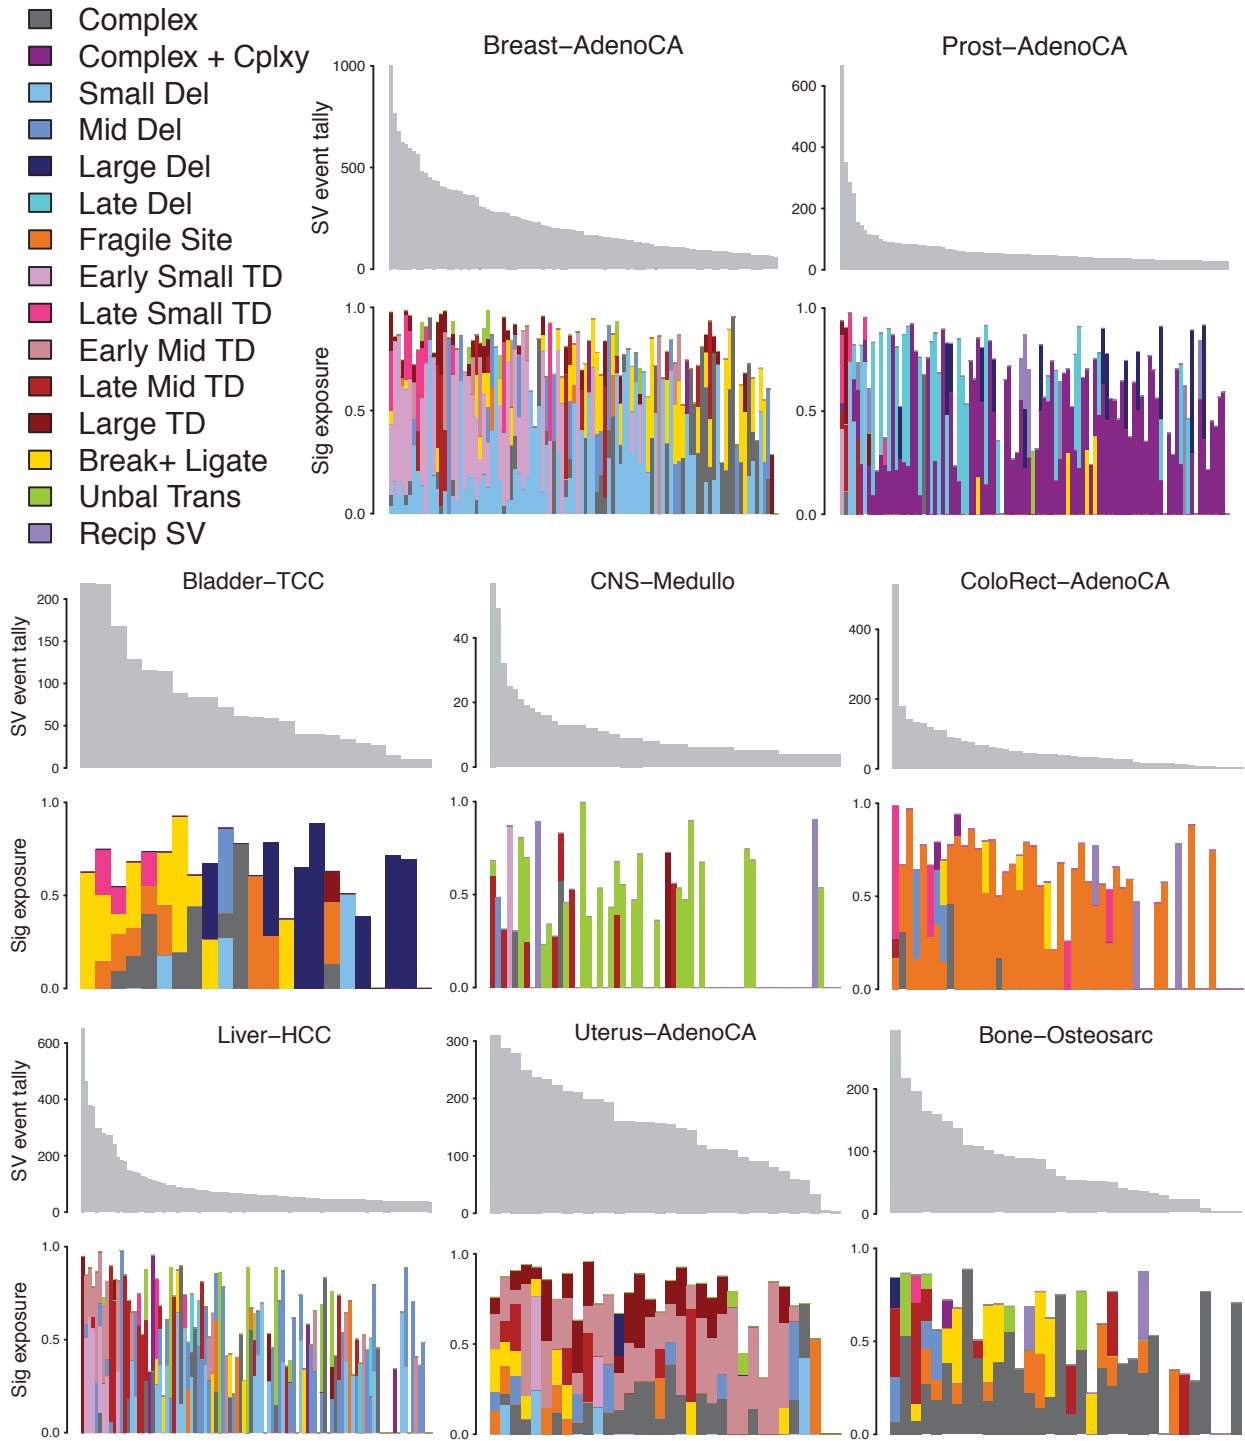 Complex
Complex + Cplxy
Small Del
Mid Del
Large Del
Late Del
Fragile Site
Early Small TD
Late Small TD
Early Mid TD
Late Mid TD
Large TD
Break+ Ligate
Unbal Trans
Recip SV
Breast–AdenoCA
SV event tally
1000
500
0
Sig exposure
1.0
0.5
0.0
Prost–AdenoCA
600
400
200
0
1.0
0.5
0.0
Bladder–TCC
SV event tally
200
150
100
50
0
Sig exposure
1.0
0.5
0.0
CNS–Medullo
40
20
0
1.0
0.5
0.0
ColoRect–AdenoCA
400
200
0
1.0
0.5
0.0
Liver–HCC
SV event tally
600
400
200
0
Sig exposure
1.0
0.5
0.0
Uterus–AdenoCA
300
200
100
0
1.0
0.5
0.0
Bone–Osteosarc
200
100
0
1.0
0.5
0.0